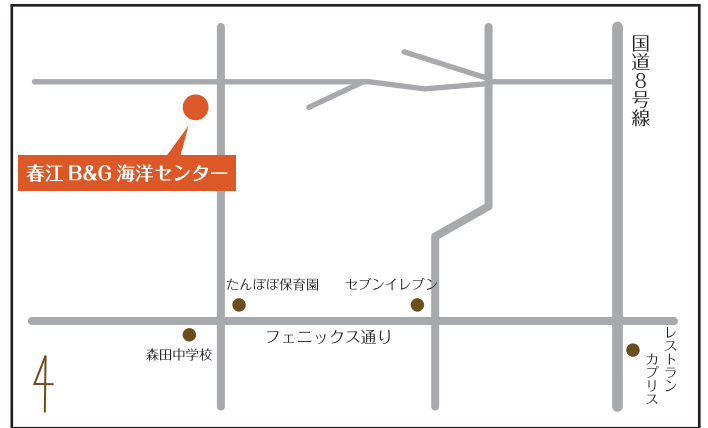 国道8号線
春江 B&G 海洋センター
たんぽぽ保育園
セブンイレブン
フェニックス通り
森田中学校
レストラン
カプリス